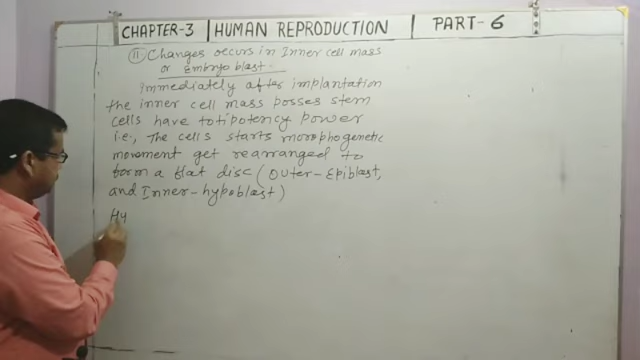 CHAPTER-3 | HUMAN REPRODUCTION | PART-6
(II) Changes occurs in Inner cell mass
or Embryoblast-
Immediately after implantation
the inner cell mass posses stem
cells have totipotency power
i.e., The cells starts morphogenetic
movement get rearranged to
form a flat disc (Outer-Epiblast,
and Inner-hypoblast)
Hy